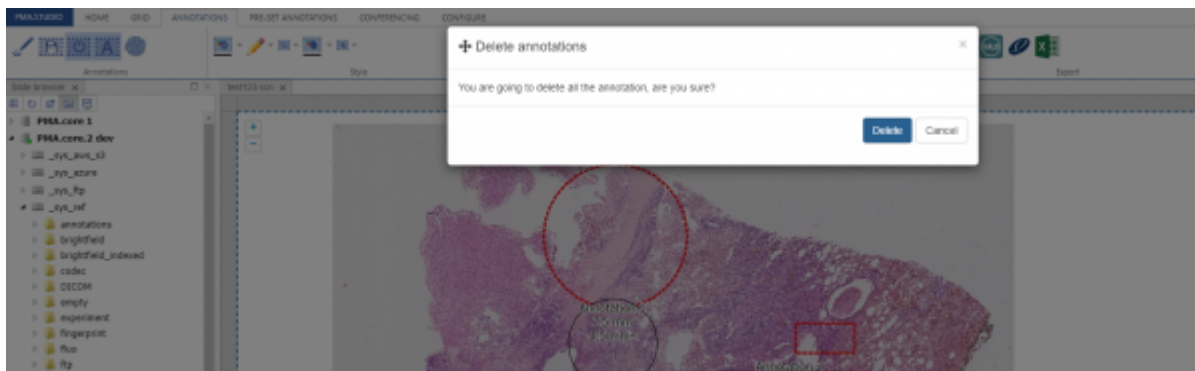 PMA.STUDIO HOME GRID ANNOTATIONS PRE-SET ANNOTATIONS CONFERENCING CONFIGURE
Delete annotations
Annotations Style Export
You are going to delete all the annotation, are you sure?
Slide browser
Delete Cancel
PMA.core 1
PMA.core.2 dev
_sys_aws_s3
_sys_azure
_sys_ftp
_sys_ref
annotations
brightfield
brightfield_indexed
codec
DICOM
empty
experiment
fingerprint
fluo
ftp